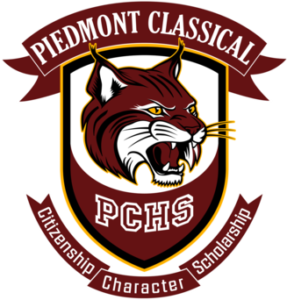 PIEDMONT CLASSICAL
PCHS
Citizenship
Character
Scholarship